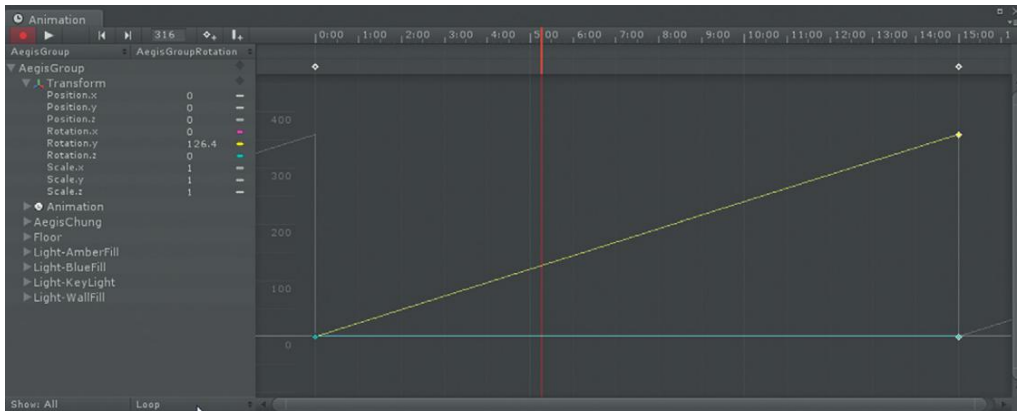 Animation
316
0:00 1:00 2:00 3:00 4:00 5:00 6:00 7:00 8:00 9:00 10:00 11:00 12:00 13:00 14:00 15:00 1
AegisGroup AegisGroupRotation
AegisGroup
Transform
Position.x 0
Position.y 0
Position.z 0
Rotation.x 0
Rotation.y 126.4
Rotation.z 0
Scale.x 1
Scale.y 1
Scale.z 1
Animation
AegisChung
Floor
Light-AmberFill
Light-BlueFill
Light-KeyLight
Light-WallFill
400
300
200
100
0
Show: All Loop